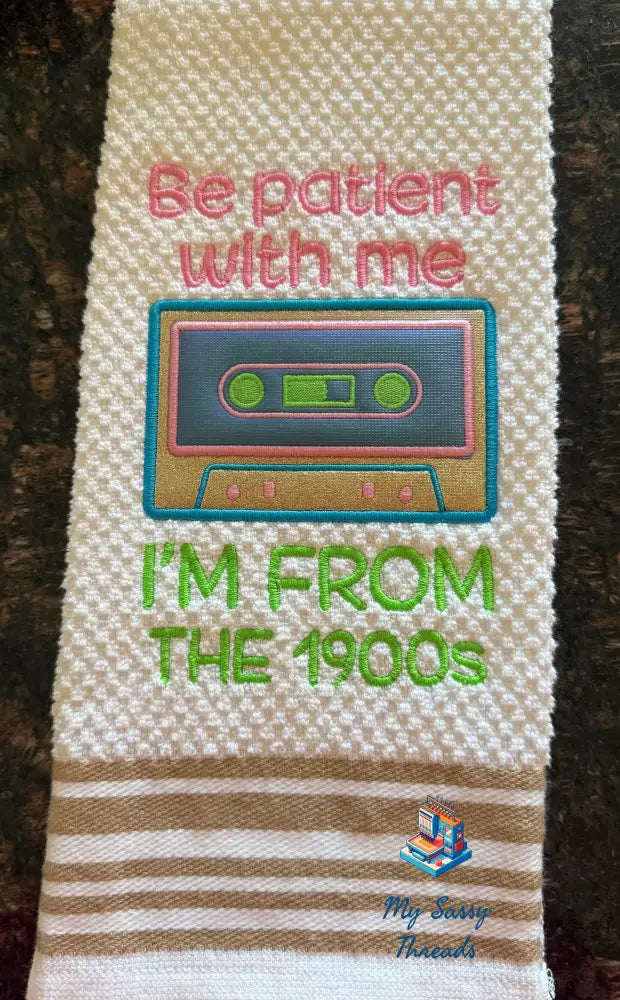 Be patient
with me
I'M FROM
THE 1900s
My Sassy
Threads